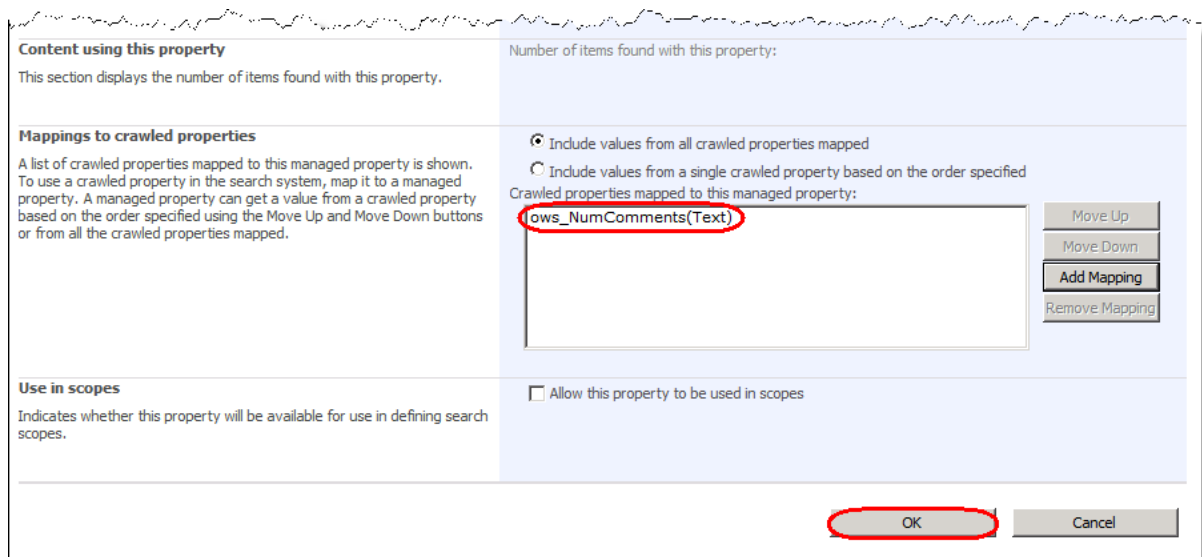 Content using this property
This section displays the number of items found with this property.
Number of items found with this property:
Mappings to crawled properties
A list of crawled properties mapped to this managed property is shown.
To use a crawled property in the search system, map it to a managed
property. A managed property can get a value from a crawled property
based on the order specified using the Move Up and Move Down buttons
or from all the crawled properties mapped.
Include values from all crawled properties mapped
Include values from a single crawled property based on the order specified
Crawled properties mapped to this managed property:
ows_NumComments(Text)
Move Up
Move Down
Add Mapping
Remove Mapping
Use in scopes
Indicates whether this property will be available for use in defining search
scopes.
Allow this property to be used in scopes
OK
Cancel